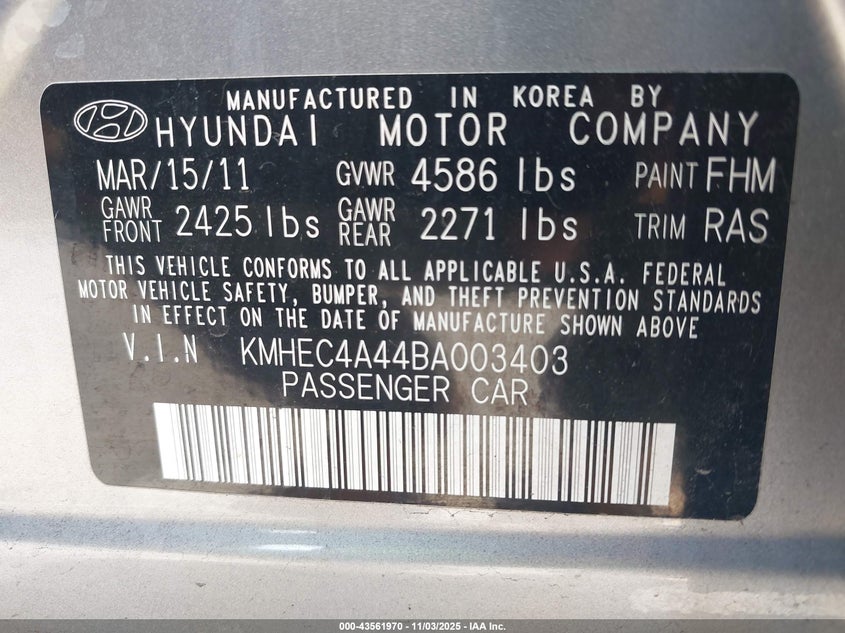 MANUFACTURED IN KOREA BY
HYUNDAI MOTOR COMPANY
MAR/15/11 GVWR 4586 lbs PAINT FHM
GAWR FRONT 2425 lbs GAWR REAR 2271 lbs TRIM RAS
THIS VEHICLE CONFORMS TO ALL APPLICABLE U.S.A. FEDERAL
MOTOR VEHICLE SAFETY, BUMPER, AND THEFT PREVENTION STANDARDS
IN EFFECT ON THE DATE OF MANUFACTURE SHOWN ABOVE.
V.I.N KMHEC4A44BA003403
PASSENGER CAR
000-43561970 - 11/03/2025 - IAA Inc.